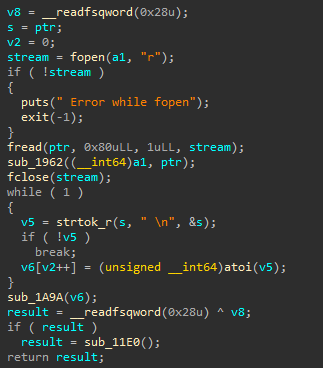 v8 = __readfsqword(0x28u);
s = ptr;
v2 = 0;
stream = fopen(a1, "r");
if ( !stream )
{
puts(" Error while fopen");
exit(-1);
}
fread(ptr, 0x80uLL, 1uLL, stream);
sub_1962((__int64)a1, ptr);
fclose(stream);
while ( 1 )
{
v5 = strtok_r(s, " \n", &s);
if ( !v5 )
break;
v6[v2++] = (unsigned __int64)atoi(v5);
}
sub_1A9A(v6);
result = __readfsqword(0x28u) ^ v8;
if ( result )
result = sub_11E0();
return result;